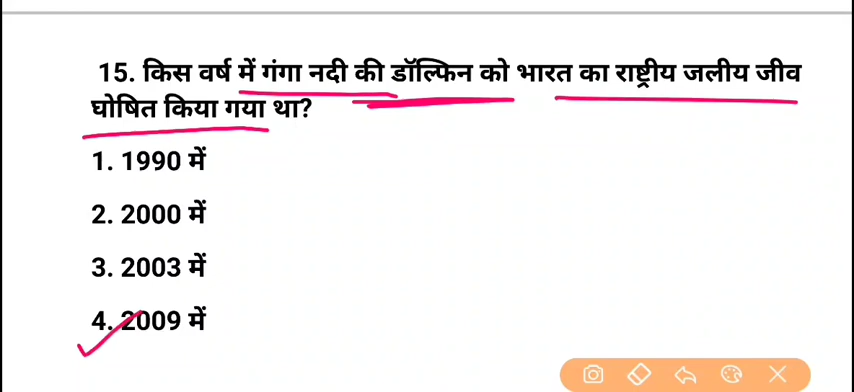 15. किस वर्ष में गंगा नदी की डॉल्फिन को भारत का राष्ट्रीय जलीय जीव
घोषित किया गया था?
1. 1990 में
2. 2000 में
3. 2003 में
4. 2009 में